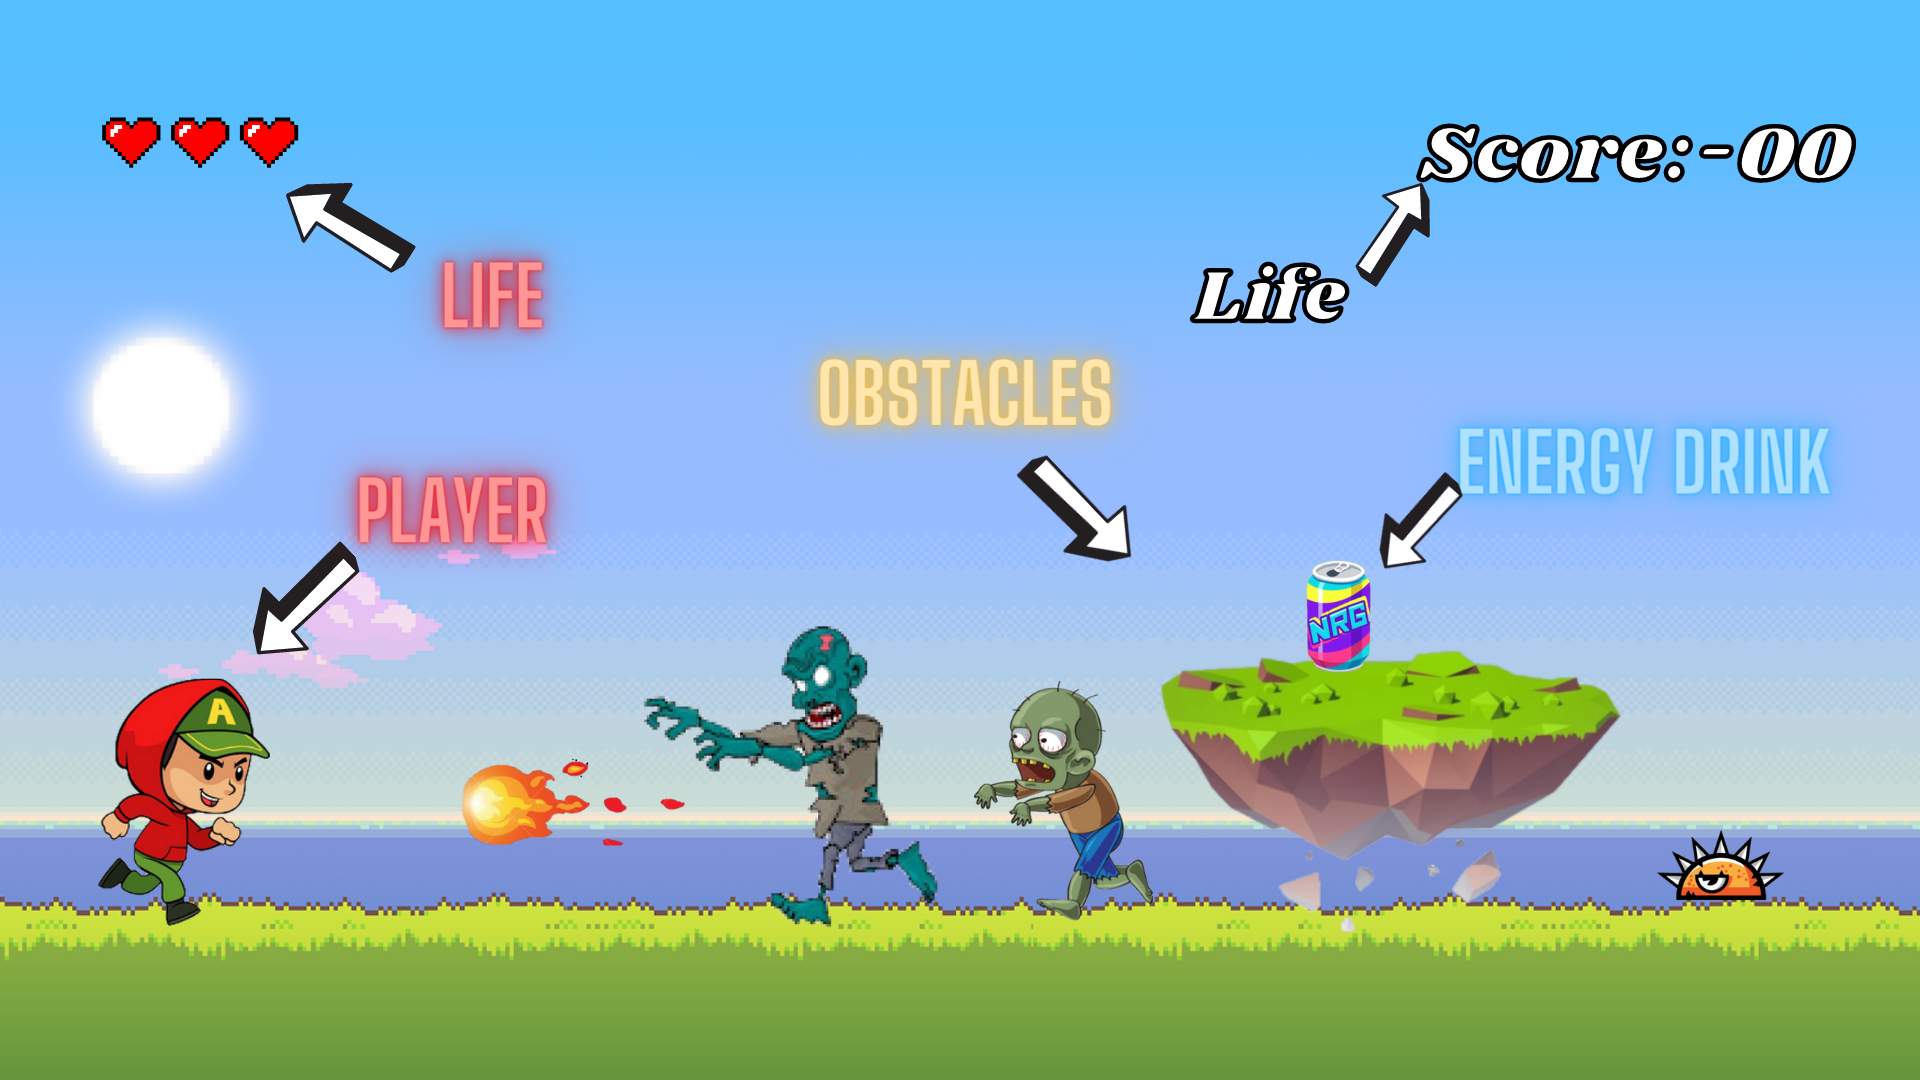 Score:-00
LIFE
Life
OBSTACLES
ENERGY DRINK
PLAYER
NRG
A